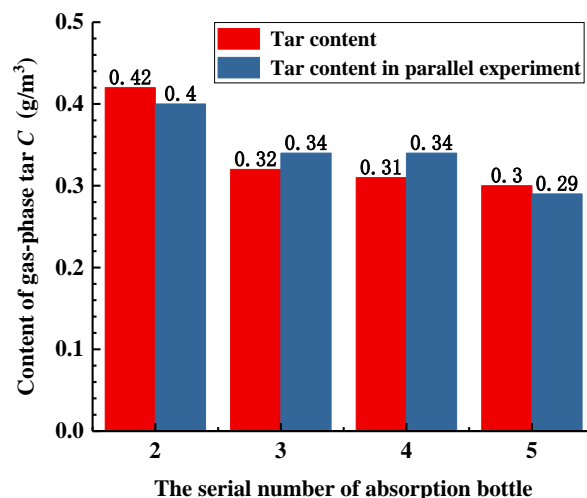 0.5
0.4
0.3
0.2
0.1
0.0
Content of gas-phase tar C (g/m³)
Tar content
Tar content in parallel experiment
0.42
0.4
0.32
0.34
0.31
0.34
0.3
0.29
2 3 4 5
The serial number of absorption bottle